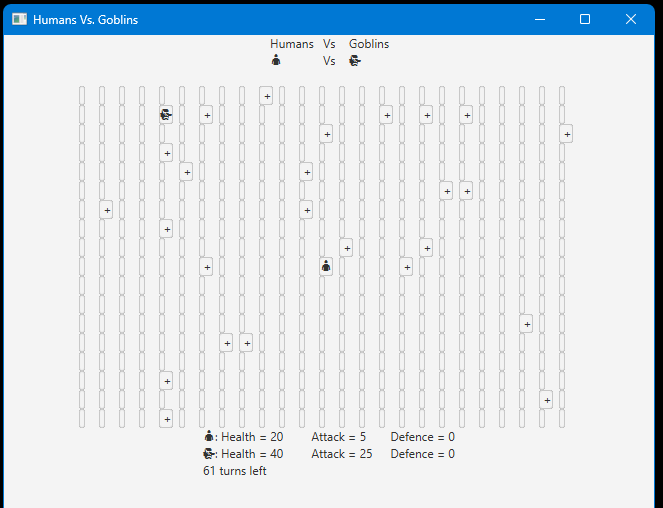 Humans Vs. Goblins
Humans Vs Goblins
Vs
+
+ + + +
+ +
+
+ +
+ +
+ +
+
+ +
+ +
+
+ +
+
+
+
: Health = 20 Attack = 5 Defence = 0
: Health = 40 Attack = 25 Defence = 0
61 turns left